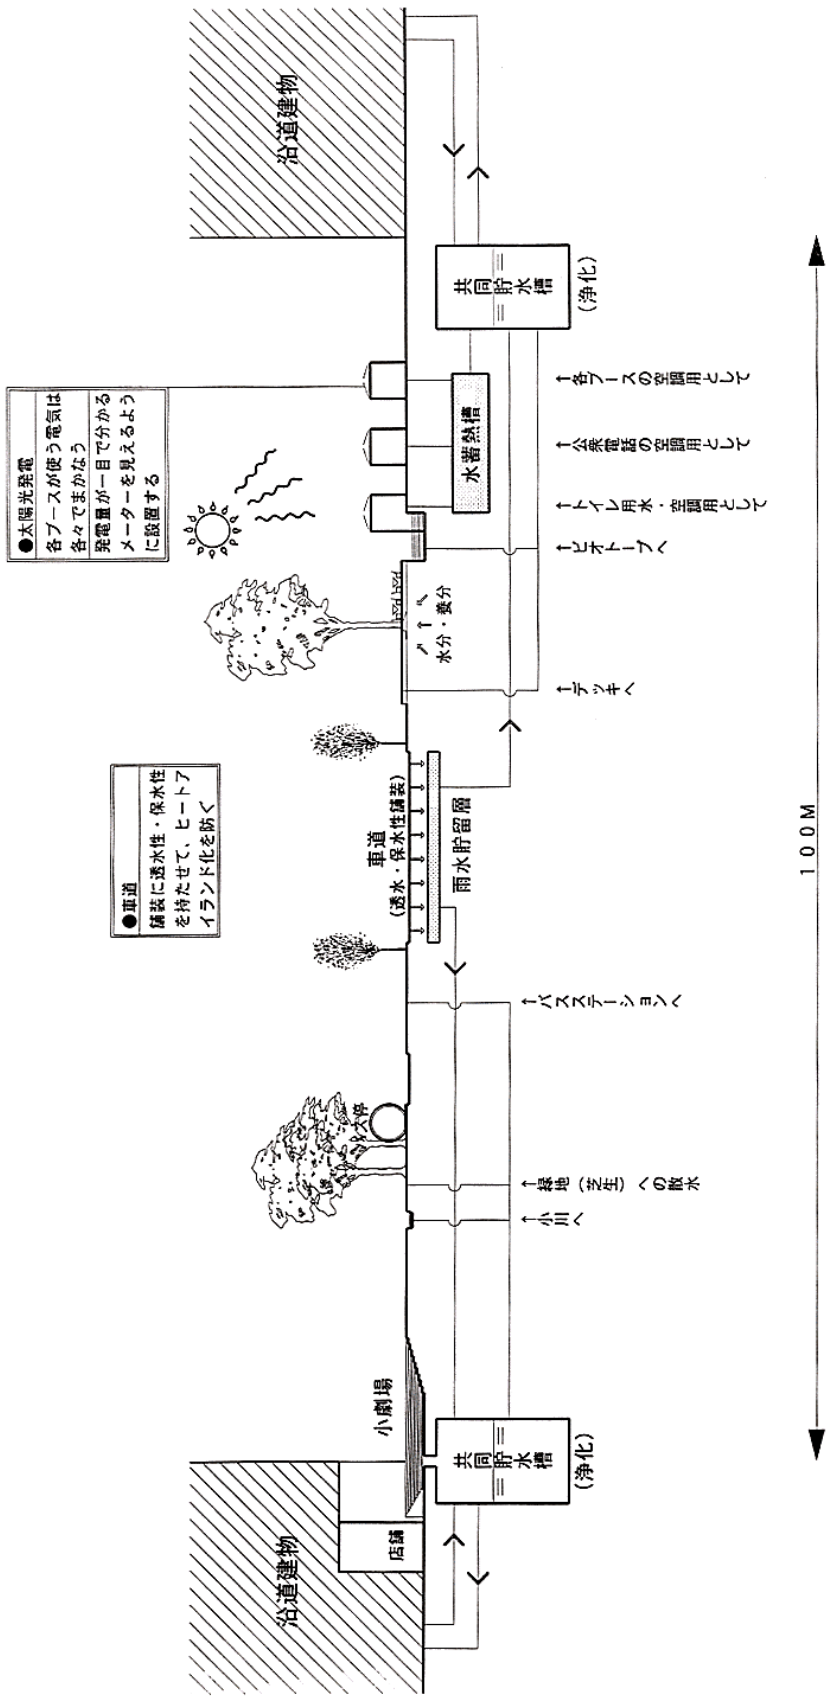 ●太陽光発電
各ブースが使う電気は
各々でまかなう
発電量が一目で分かる
メーターを見えるよう
に設置する
●車道
舗装に透水性・保水性
を持たせて、ヒートア
イランド化を防ぐ
沿道建物
沿道建物
店舗
小劇場
バス停
車道
(透水・保水性舗装)
雨水貯留層
水分・養分
水蓄熱槽
共同貯水槽
(浄化)
共同貯水槽
(浄化)
↑小川へ
↑緑地(芝生)への散水
↑バスステーションへ
↑デッキへ
↑ビオトープへ
↑トイレ用水・空調用として
↑公衆電話の空調用として
↑各ブースの空調用として
100M